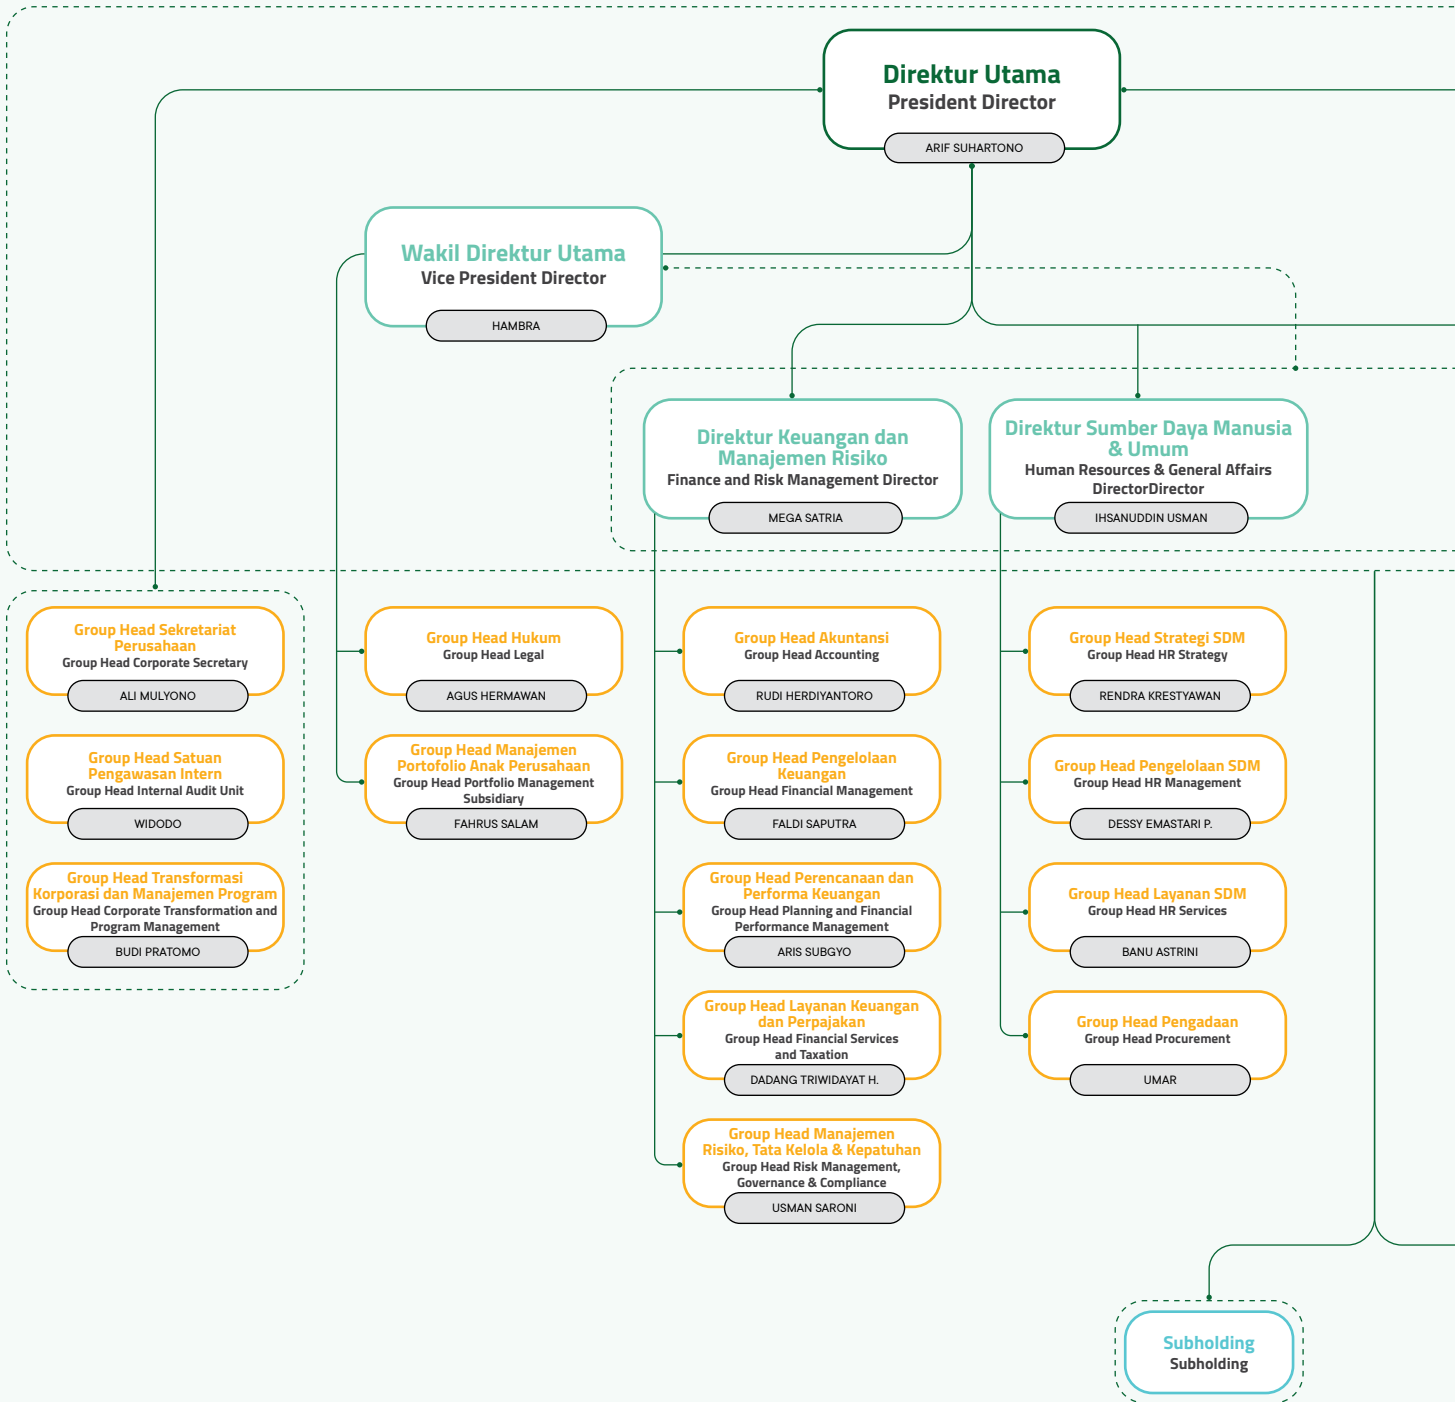 Direktur Utama
President Director
ARIF SUHARTONO
Wakil Direktur Utama
Vice President Director
HAMBRA
Direktur Keuangan dan
Manajemen Risiko
Finance and Risk Management Director
MEGA SATRIA
Direktur Sumber Daya Manusia
& Umum
Human Resources & General Affairs
DirectorDirector
IHSANUDDIN USMAN
Group Head Sekretariat
Perusahaan
Group Head Corporate Secretary
ALI MULYONO
Group Head Satuan
Pengawasan Intern
Group Head Internal Audit Unit
WIDODO
Group Head Transformasi
Korporasi dan Manajemen Program
Group Head Corporate Transformation and
Program Management
BUDI PRATOMO
Group Head Hukum
Group Head Legal
AGUS HERMAWAN
Group Head Manajemen
Portofolio Anak Perusahaan
Group Head Portfolio Management
Subsidiary
FAHRUS SALAM
Group Head Akuntansi
Group Head Accounting
RUDI HERDIYANTORO
Group Head Pengelolaan
Keuangan
Group Head Financial Management
FALDI SAPUTRA
Group Head Perencanaan dan
Performa Keuangan
Group Head Planning and Financial
Performance Management
ARIS SUBGYO
Group Head Layanan Keuangan
dan Perpajakan
Group Head Financial Services
and Taxation
DADANG TRIWIDAYAT H.
Group Head Manajemen
Risiko, Tata Kelola & Kepatuhan
Group Head Risk Management,
Governance & Compliance
USMAN SARONI
Group Head Strategi SDM
Group Head HR Strategy
RENDRA KRESTYAWAN
Group Head Pengelolaan SDM
Group Head HR Management
DESSY EMASTARI P.
Group Head Layanan SDM
Group Head HR Services
BANU ASTRINI
Group Head Pengadaan
Group Head Procurement
UMAR
Subholding
Subholding